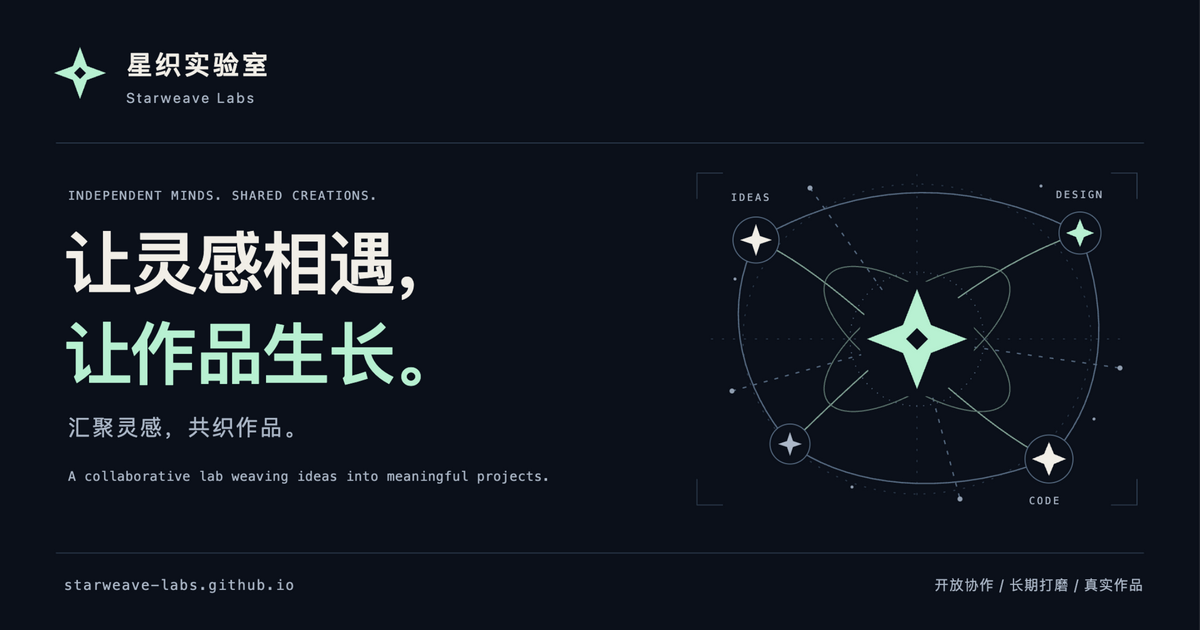 星织实验室
Starweave Labs
INDEPENDENT MINDS. SHARED CREATIONS.
让灵感相遇,
让作品生长。
汇聚灵感，共织作品。
A collaborative lab weaving ideas into meaningful projects.
IDEAS
DESIGN
CODE
starweave-labs.github.io
开放协作 / 长期打磨 / 真实作品